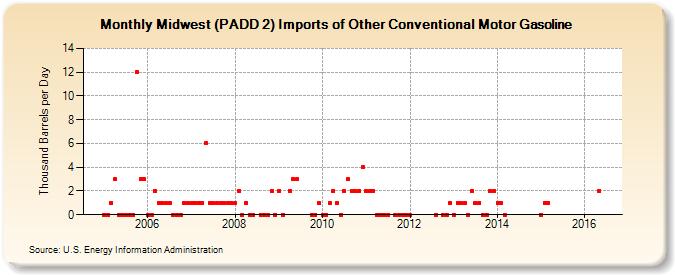 Monthly Midwest (PADD 2) Imports of Other Conventional Motor Gasoline
Thousand Barrels per Day
14
12
10
8
6
4
2
0
2006 2008 2010 2012 2014 2016
Source: U.S. Energy Information Administration